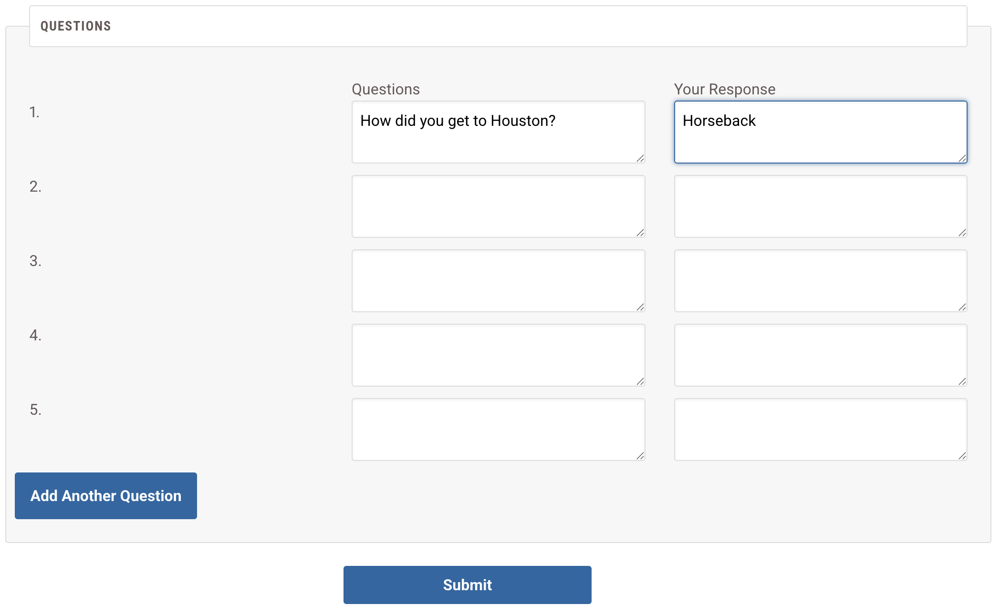 QUESTIONS
Questions Your Response
1. How did you get to Houston? Horseback
2.
3.
4.
5.
Add Another Question
Submit